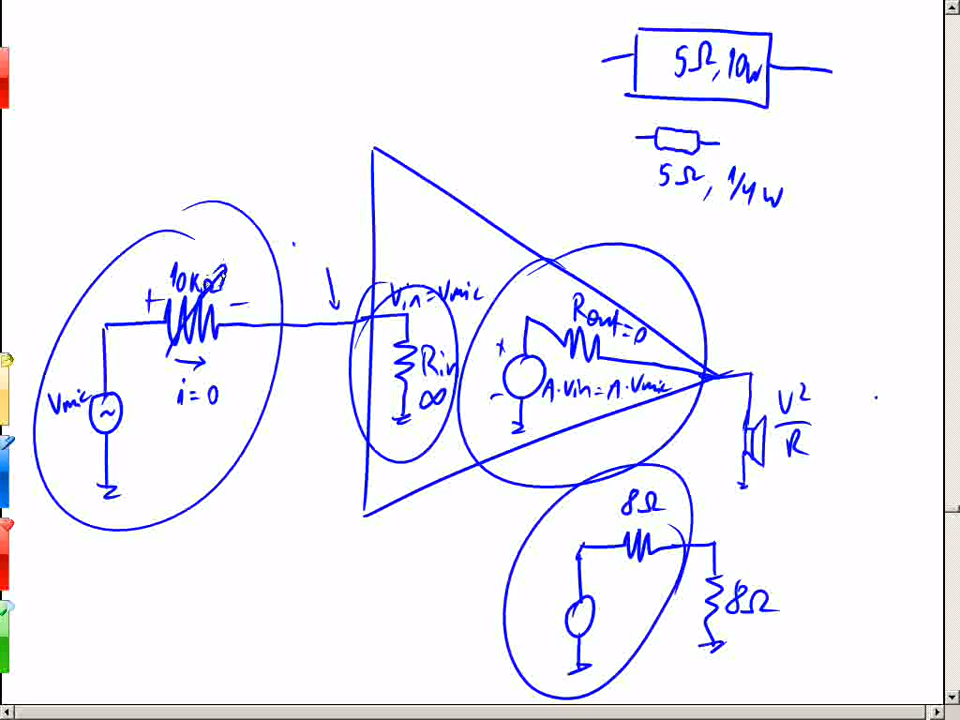 5Ω, 10w
5Ω, 1/4 w
10KΩ
+ -
Vin=Vmic
Rout=0
Vmic
~
i=0
Rin
∞
+
-
A·Vin=A·Vmic
V²
R
8Ω
8Ω